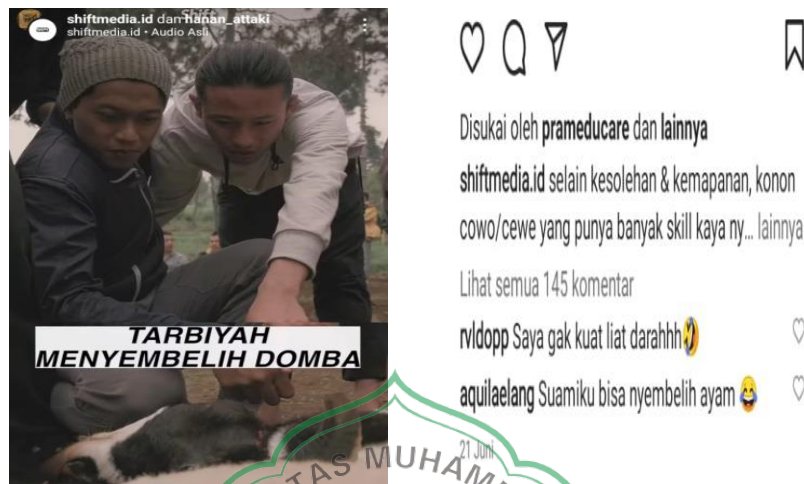 shiftmedia.id dan hanan_attaki
shiftmedia.id • Audio Asli
Shift
TARBIYAH
MENYEMBELIH DOMBA
Disukai oleh prameducare dan lainnya
shiftmedia.id selain kesolehan & kemapanan, konon
cowo/cewe yang punya banyak skill kaya ny... lainnya
Lihat semua 145 komentar
rvldopp Saya gak kuat liat darahhh🤣
aquilaelang Suamiku bisa nyembelih ayam 😂
21 Juni
TAS MUHAM